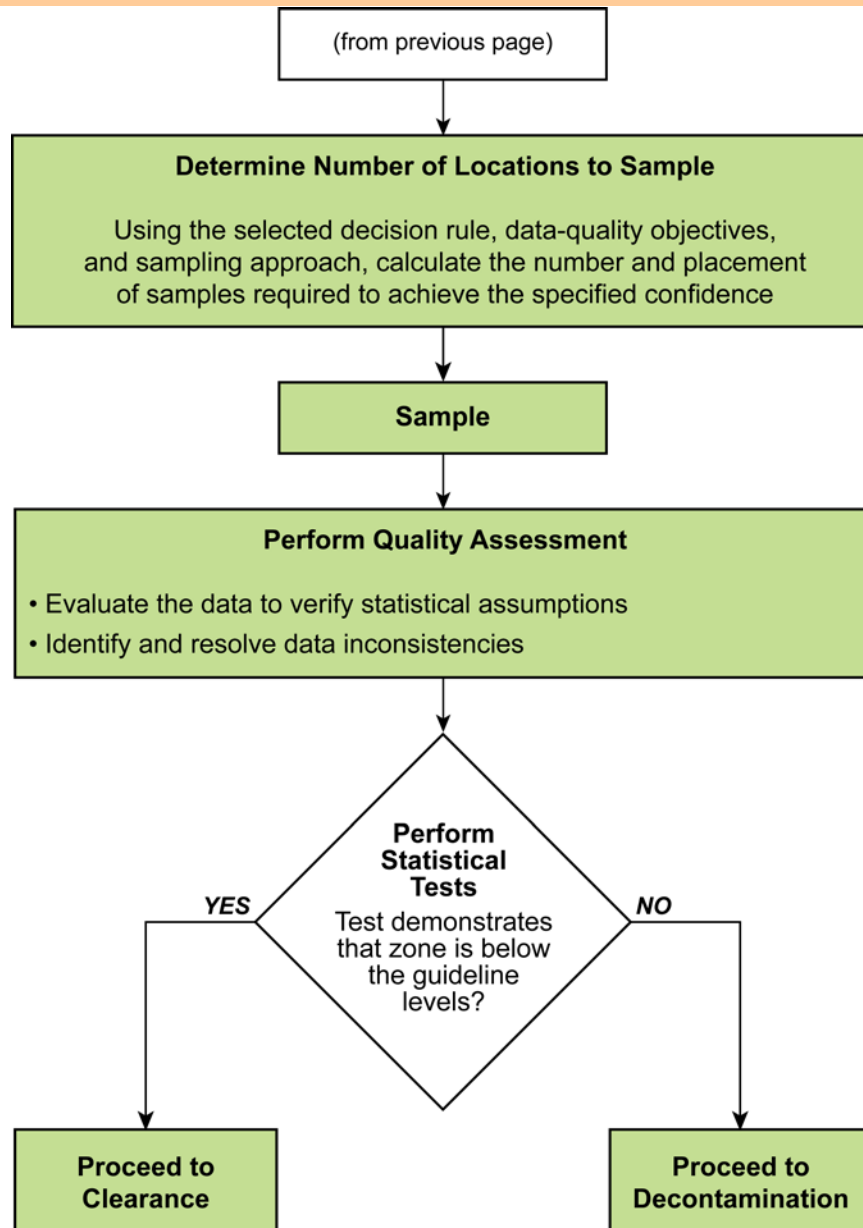 (from previous page)
Determine Number of Locations to Sample
Using the selected decision rule, data-quality objectives,
and sampling approach, calculate the number and placement
of samples required to achieve the specified confidence
Sample
Perform Quality Assessment
• Evaluate the data to verify statistical assumptions
• Identify and resolve data inconsistencies
Perform
Statistical
Tests
Test demonstrates
that zone is below
the guideline
levels?
YES
NO
Proceed to
Clearance
Proceed to
Decontamination